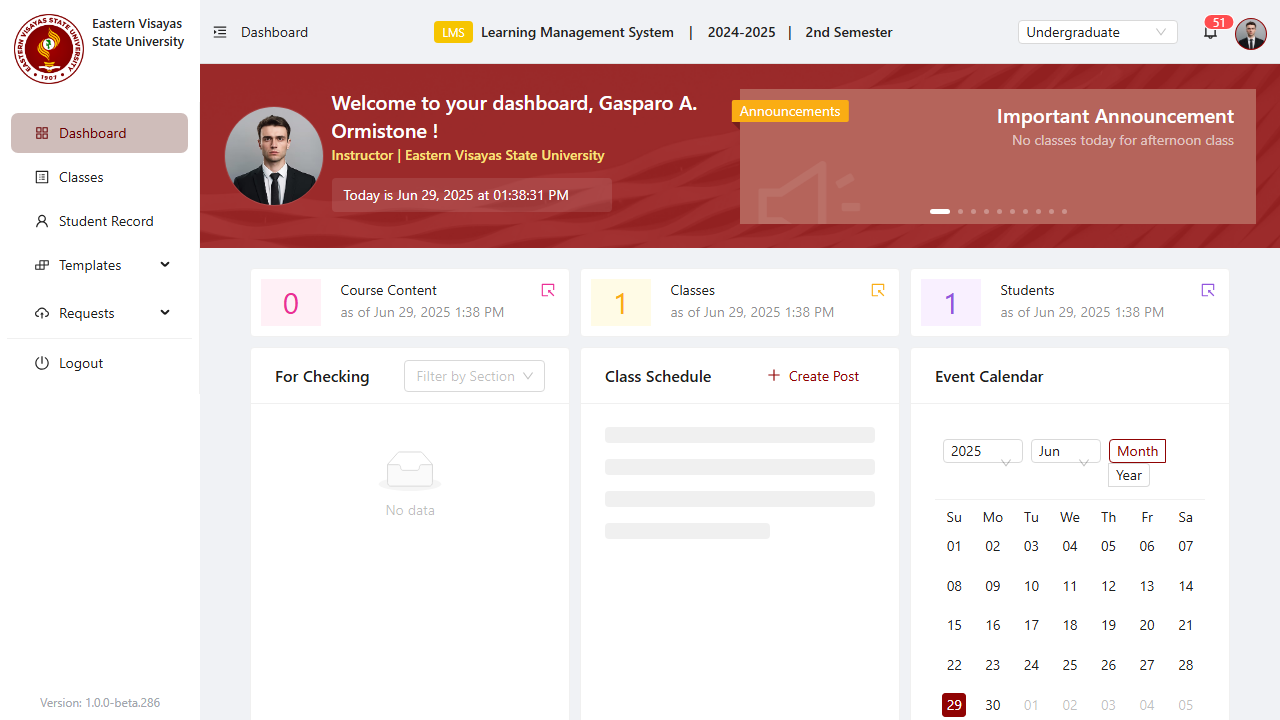 EASTERN VISAYAS STATE UNIVERSITY
1907
Eastern Visayas
State University
Dashboard
Classes
Student Record
Templates
Requests
Logout
Version: 1.0.0-beta.286
Dashboard
LMS Learning Management System | 2024-2025 | 2nd Semester
Undergraduate
51
Welcome to your dashboard, Gasparo A.
Ormistone !
Instructor | Eastern Visayas State University
Today is Jun 29, 2025 at 01:38:31 PM
Announcements
Important Announcement
No classes today for afternoon class
0
Course Content
as of Jun 29, 2025 1:38 PM
1
Classes
as of Jun 29, 2025 1:38 PM
1
Students
as of Jun 29, 2025 1:38 PM
For Checking
Filter by Section
No data
Class Schedule
+ Create Post
Event Calendar
2025 Jun Month
Year
Su Mo Tu We Th Fr Sa
01 02 03 04 05 06 07
08 09 10 11 12 13 14
15 16 17 18 19 20 21
22 23 24 25 26 27 28
29 30 01 02 03 04 05